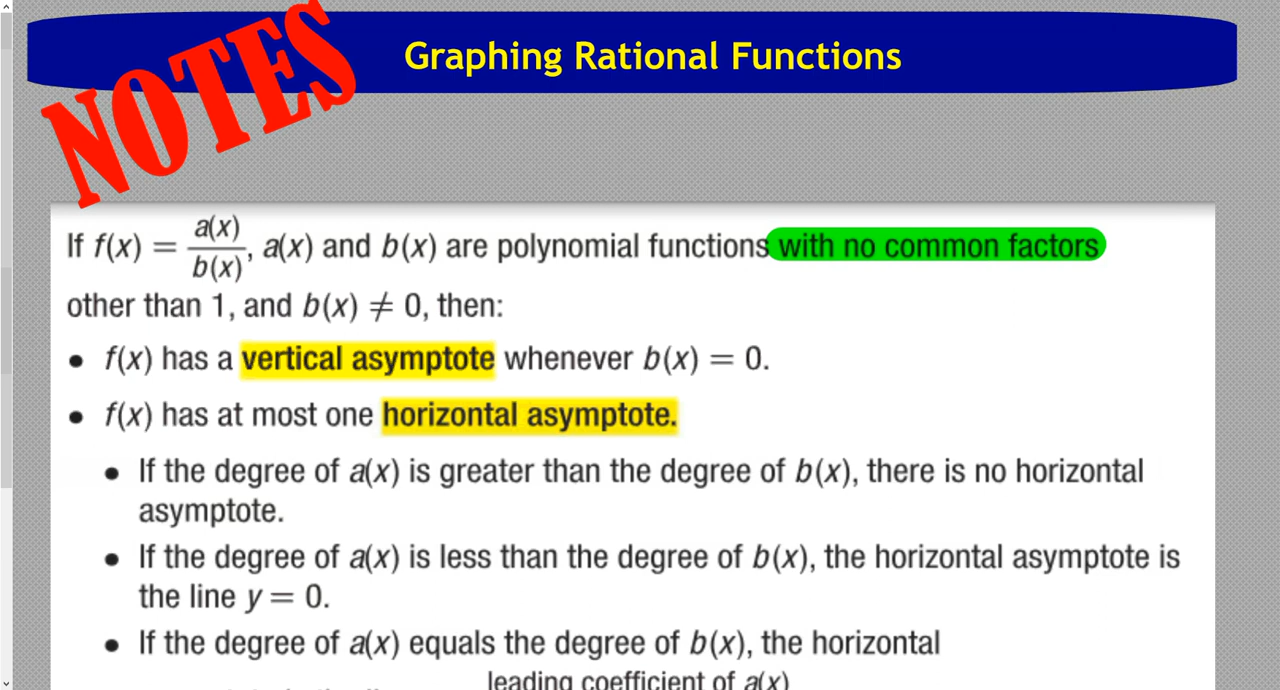 NOTES
Graphing Rational Functions
If f(x) = a(x)/b(x), a(x) and b(x) are polynomial functions with no common factors
other than 1, and b(x) ≠ 0, then:
• f(x) has a vertical asymptote whenever b(x) = 0.
• f(x) has at most one horizontal asymptote.
• If the degree of a(x) is greater than the degree of b(x), there is no horizontal
asymptote.
• If the degree of a(x) is less than the degree of b(x), the horizontal asymptote is
the line y = 0.
• If the degree of a(x) equals the degree of b(x), the horizontal
leading coefficient of a(x)